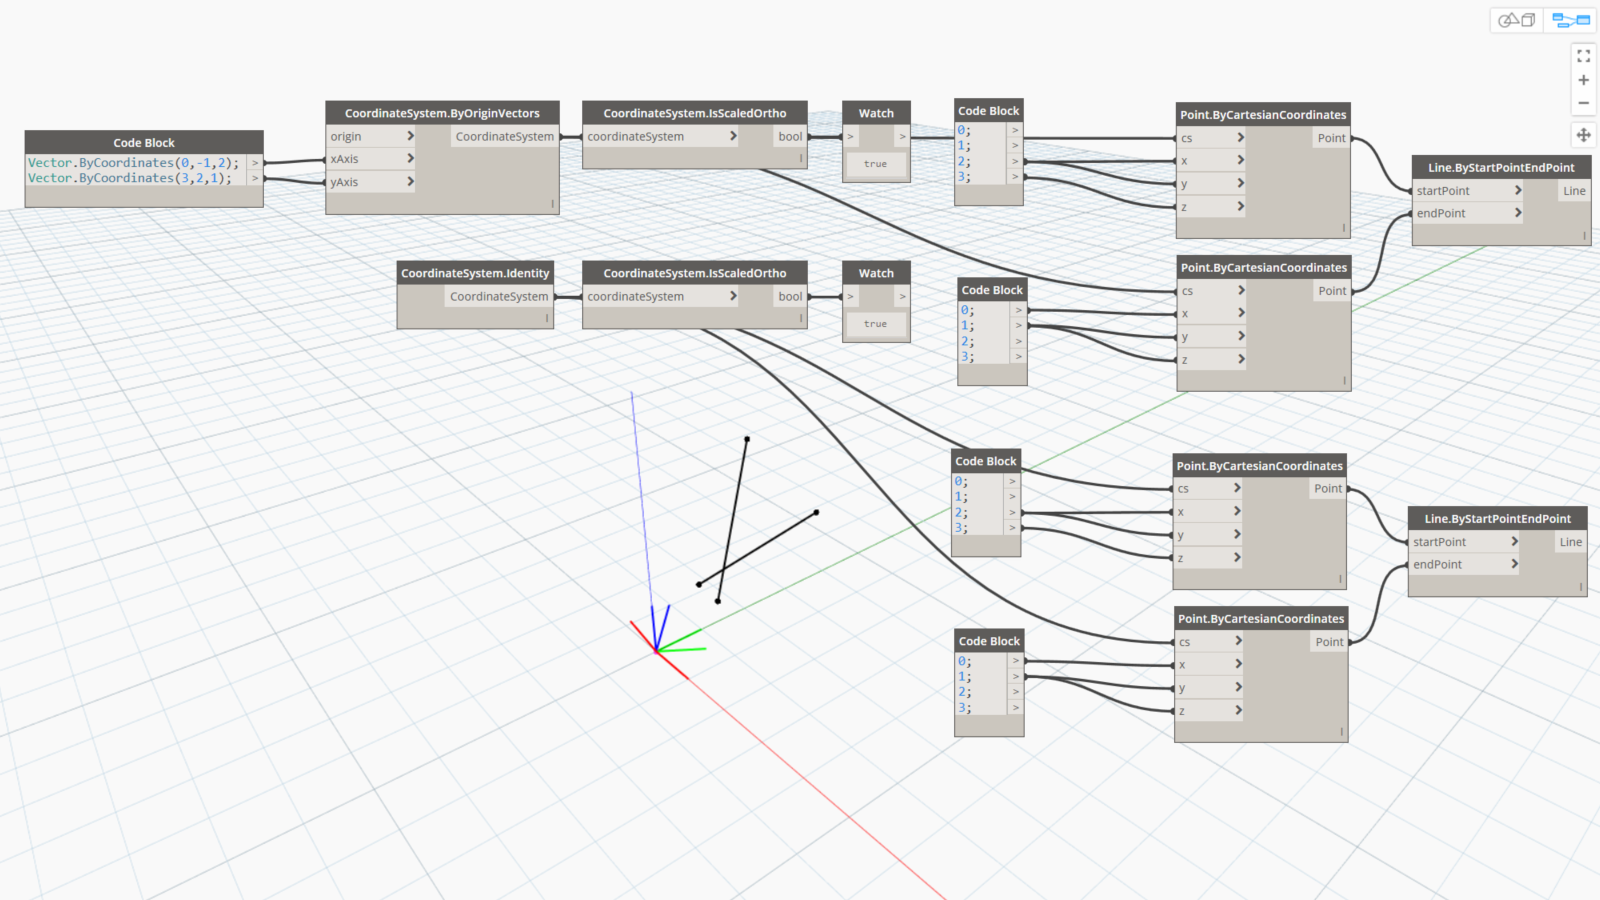 Code Block
Vector.ByCoordinates(0,-1,2); >
Vector.ByCoordinates(3,2,1); >
CoordinateSystem.ByOriginVectors
origin > CoordinateSystem
xAxis >
yAxis >
l
CoordinateSystem.IsScaledOrtho
coordinateSystem > bool
l
Watch
> >
true
Code Block
0; >
1; >
2; >
3; >
Point.ByCartesianCoordinates
cs > Point
x >
y >
z >
l
Line.ByStartPointEndPoint
startPoint > Line
endPoint >
l
CoordinateSystem.Identity
CoordinateSystem
l
CoordinateSystem.IsScaledOrtho
coordinateSystem > bool
l
Watch
> >
true
Code Block
0; >
1; >
2; >
3; >
Point.ByCartesianCoordinates
cs > Point
x >
y >
z >
l
Code Block
0; >
1; >
2; >
3; >
Point.ByCartesianCoordinates
cs > Point
x >
y >
z >
l
Line.ByStartPointEndPoint
startPoint > Line
endPoint >
l
Code Block
0; >
1; >
2; >
3; >
Point.ByCartesianCoordinates
cs > Point
x >
y >
z >
l